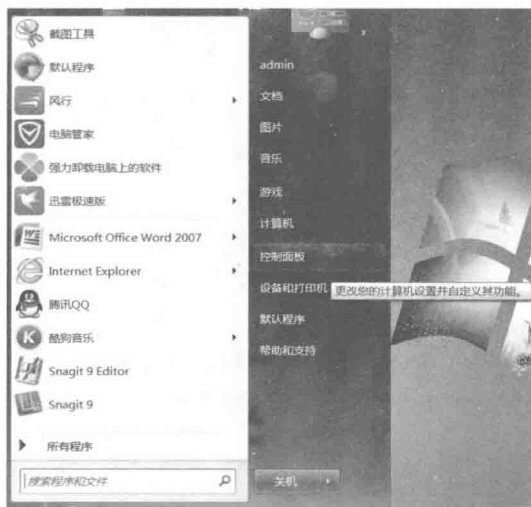 截图工具
默认程序
风行
电脑管家
强力卸载电脑上的软件
迅雷极速版
Microsoft Office Word 2007
Internet Explorer
腾讯QQ
酷狗音乐
Snagit 9 Editor
Snagit 9
所有程序
搜索程序和文件
admin
文档
图片
音乐
游戏
计算机
控制面板
设备和打印机
更改您的计算机设置并自定义其功能。
默认程序
帮助和支持
关机